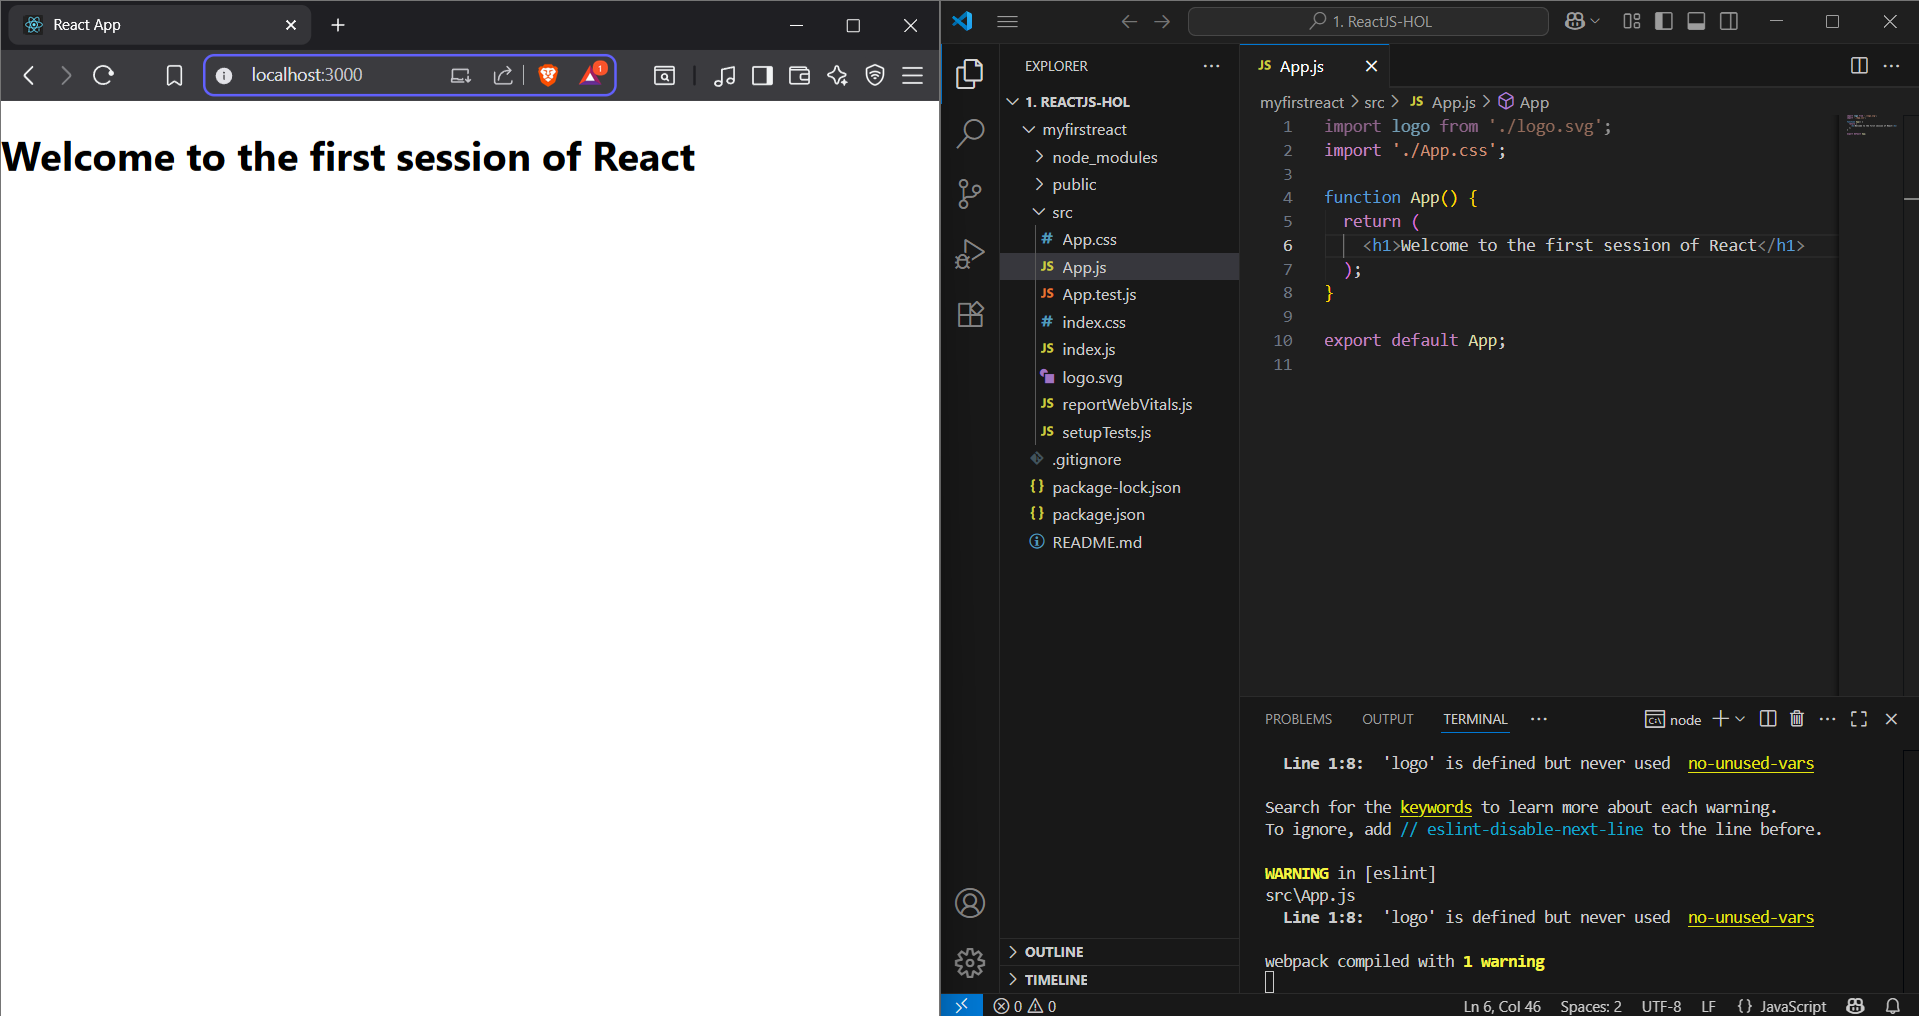 React App
localhost:3000
1
Welcome to the first session of React
1. ReactJS-HOL
EXPLORER
1. REACTJS-HOL
myfirstreact
node_modules
public
src
# App.css
JS App.js
JS App.test.js
# index.css
JS index.js
logo.svg
JS reportWebVitals.js
JS setupTests.js
.gitignore
{} package-lock.json
{} package.json
README.md
OUTLINE
TIMELINE
JS App.js
myfirstreact > src > JS App.js > App
1 import logo from './logo.svg';
2 import './App.css';
3
4 function App() {
5 return (
6 <h1>Welcome to the first session of React</h1>
7 );
8 }
9
10 export default App;
11
PROBLEMS OUTPUT TERMINAL ··· node
Line 1:8: 'logo' is defined but never used no-unused-vars
Search for the keywords to learn more about each warning.
To ignore, add // eslint-disable-next-line to the line before.
WARNING in [eslint]
src\App.js
Line 1:8: 'logo' is defined but never used no-unused-vars
webpack compiled with 1 warning
0 0 Ln 6, Col 46 Spaces: 2 UTF-8 LF {} JavaScript